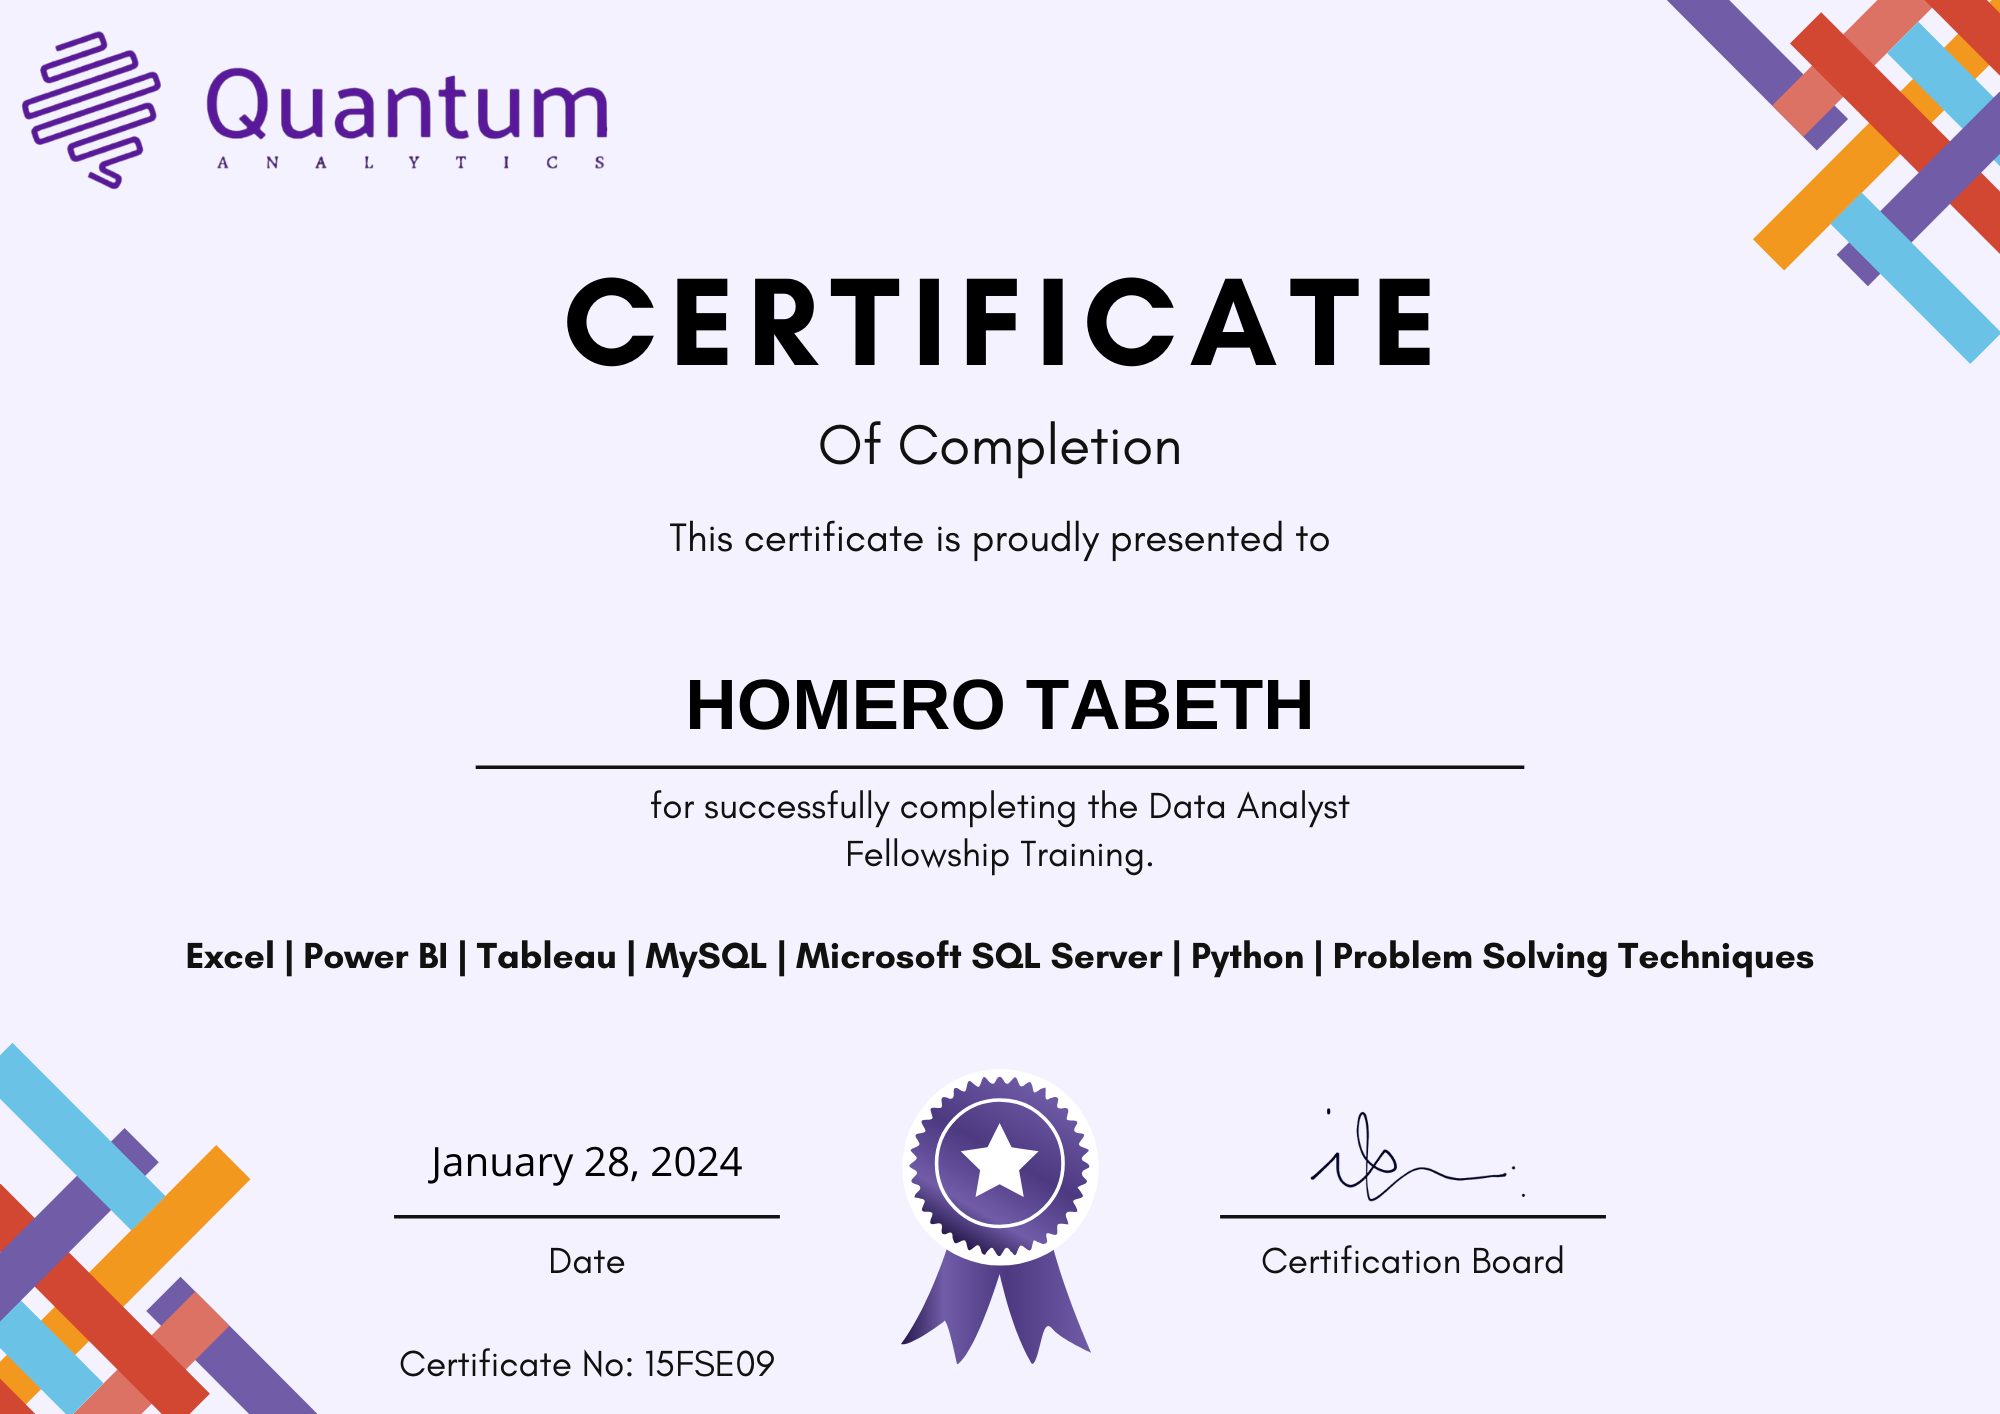 Quantum
ANALYTICS
CERTIFICATE
Of Completion
This certificate is proudly presented to
HOMERO TABETH
for successfully completing the Data Analyst
Fellowship Training.
Excel | Power BI | Tableau | MySQL | Microsoft SQL Server | Python | Problem Solving Techniques
January 28, 2024
Date
Certification Board
Certificate No: 15FSE09